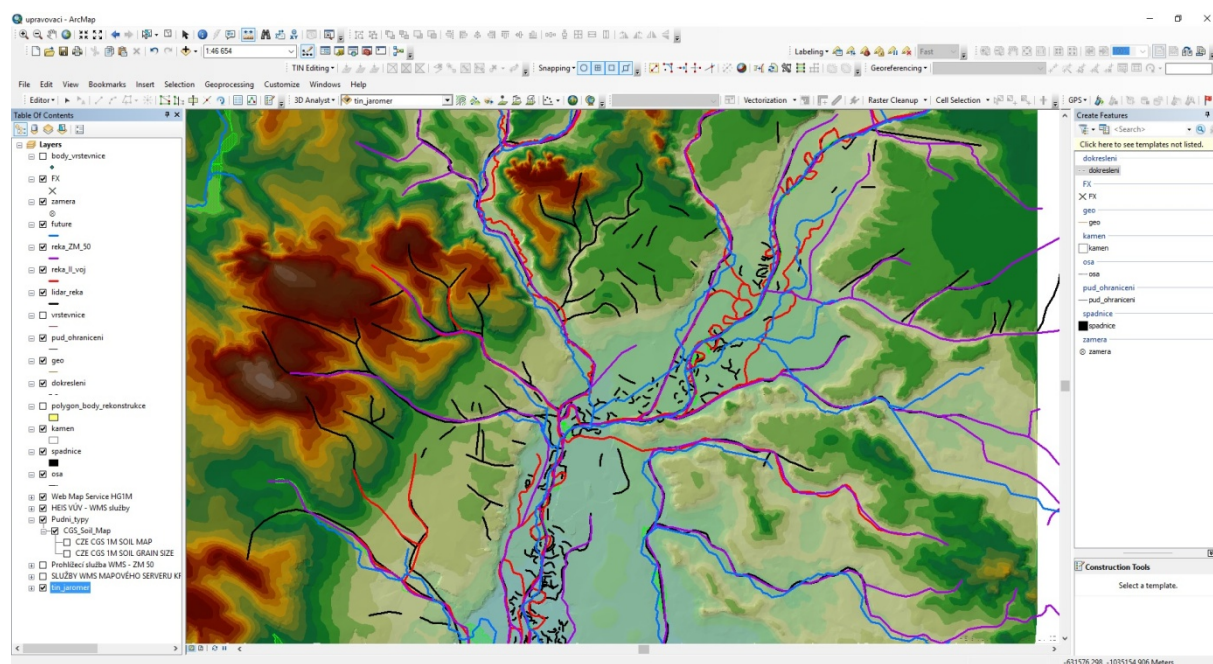 upravovaci - ArcMap
1:46 654
Labeling
Fast
TIN Editing
Snapping
Georeferencing
File Edit View Bookmarks Insert Selection Geoprocessing Customize Windows Help
Editor
3D Analyst
tin_jaromer
Vectorization
Raster Cleanup
Cell Selection
GPS
Table Of Contents
Layers
body_vrstevnice
FX
zamera
future
reka_ZM_50
reka_II_voj
lidar_reka
vrstevnice
pud_ohraniceni
geo
dokresleni
polygon_body_rekonstrukce
kamen
spadnice
osa
Web Map Service HG1M
HEIS VÚV - WMS služby
Pudni_typy
CGS_Soil_Map
CZE CGS 1M SOIL MAP
CZE CGS 1M SOIL GRAIN SIZE
Prohlížecí služba WMS - ZM 50
SLUŽBY WMS MAPOVÉHO SERVERU KF
tin_jaromer
Create Features
<Search>
Click here to see templates not listed.
dokresleni
dokresleni
FX
FX
geo
geo
kamen
kamen
osa
osa
pud_ohraniceni
pud_ohraniceni
spadnice
spadnice
zamera
zamera
Construction Tools
Select a template.
-631576,298 -1035154,906 Meters